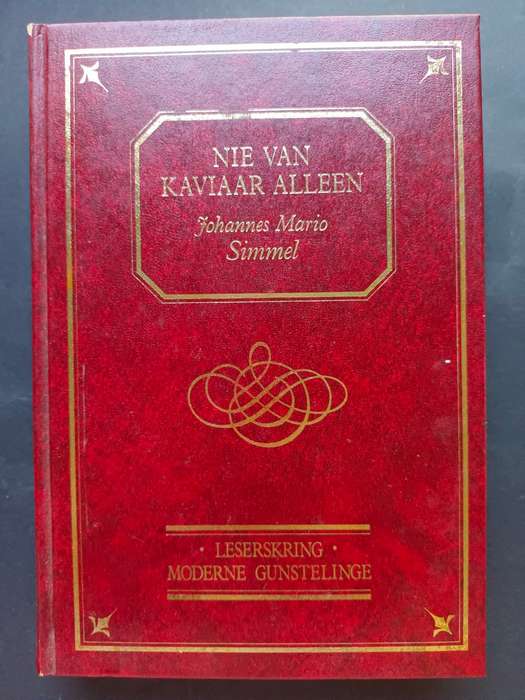 NIE VAN
KAVIAAR ALLEEN
Johannes Mario
Simmel
· LESERSKRING ·
MODERNE GUNSTELINGE